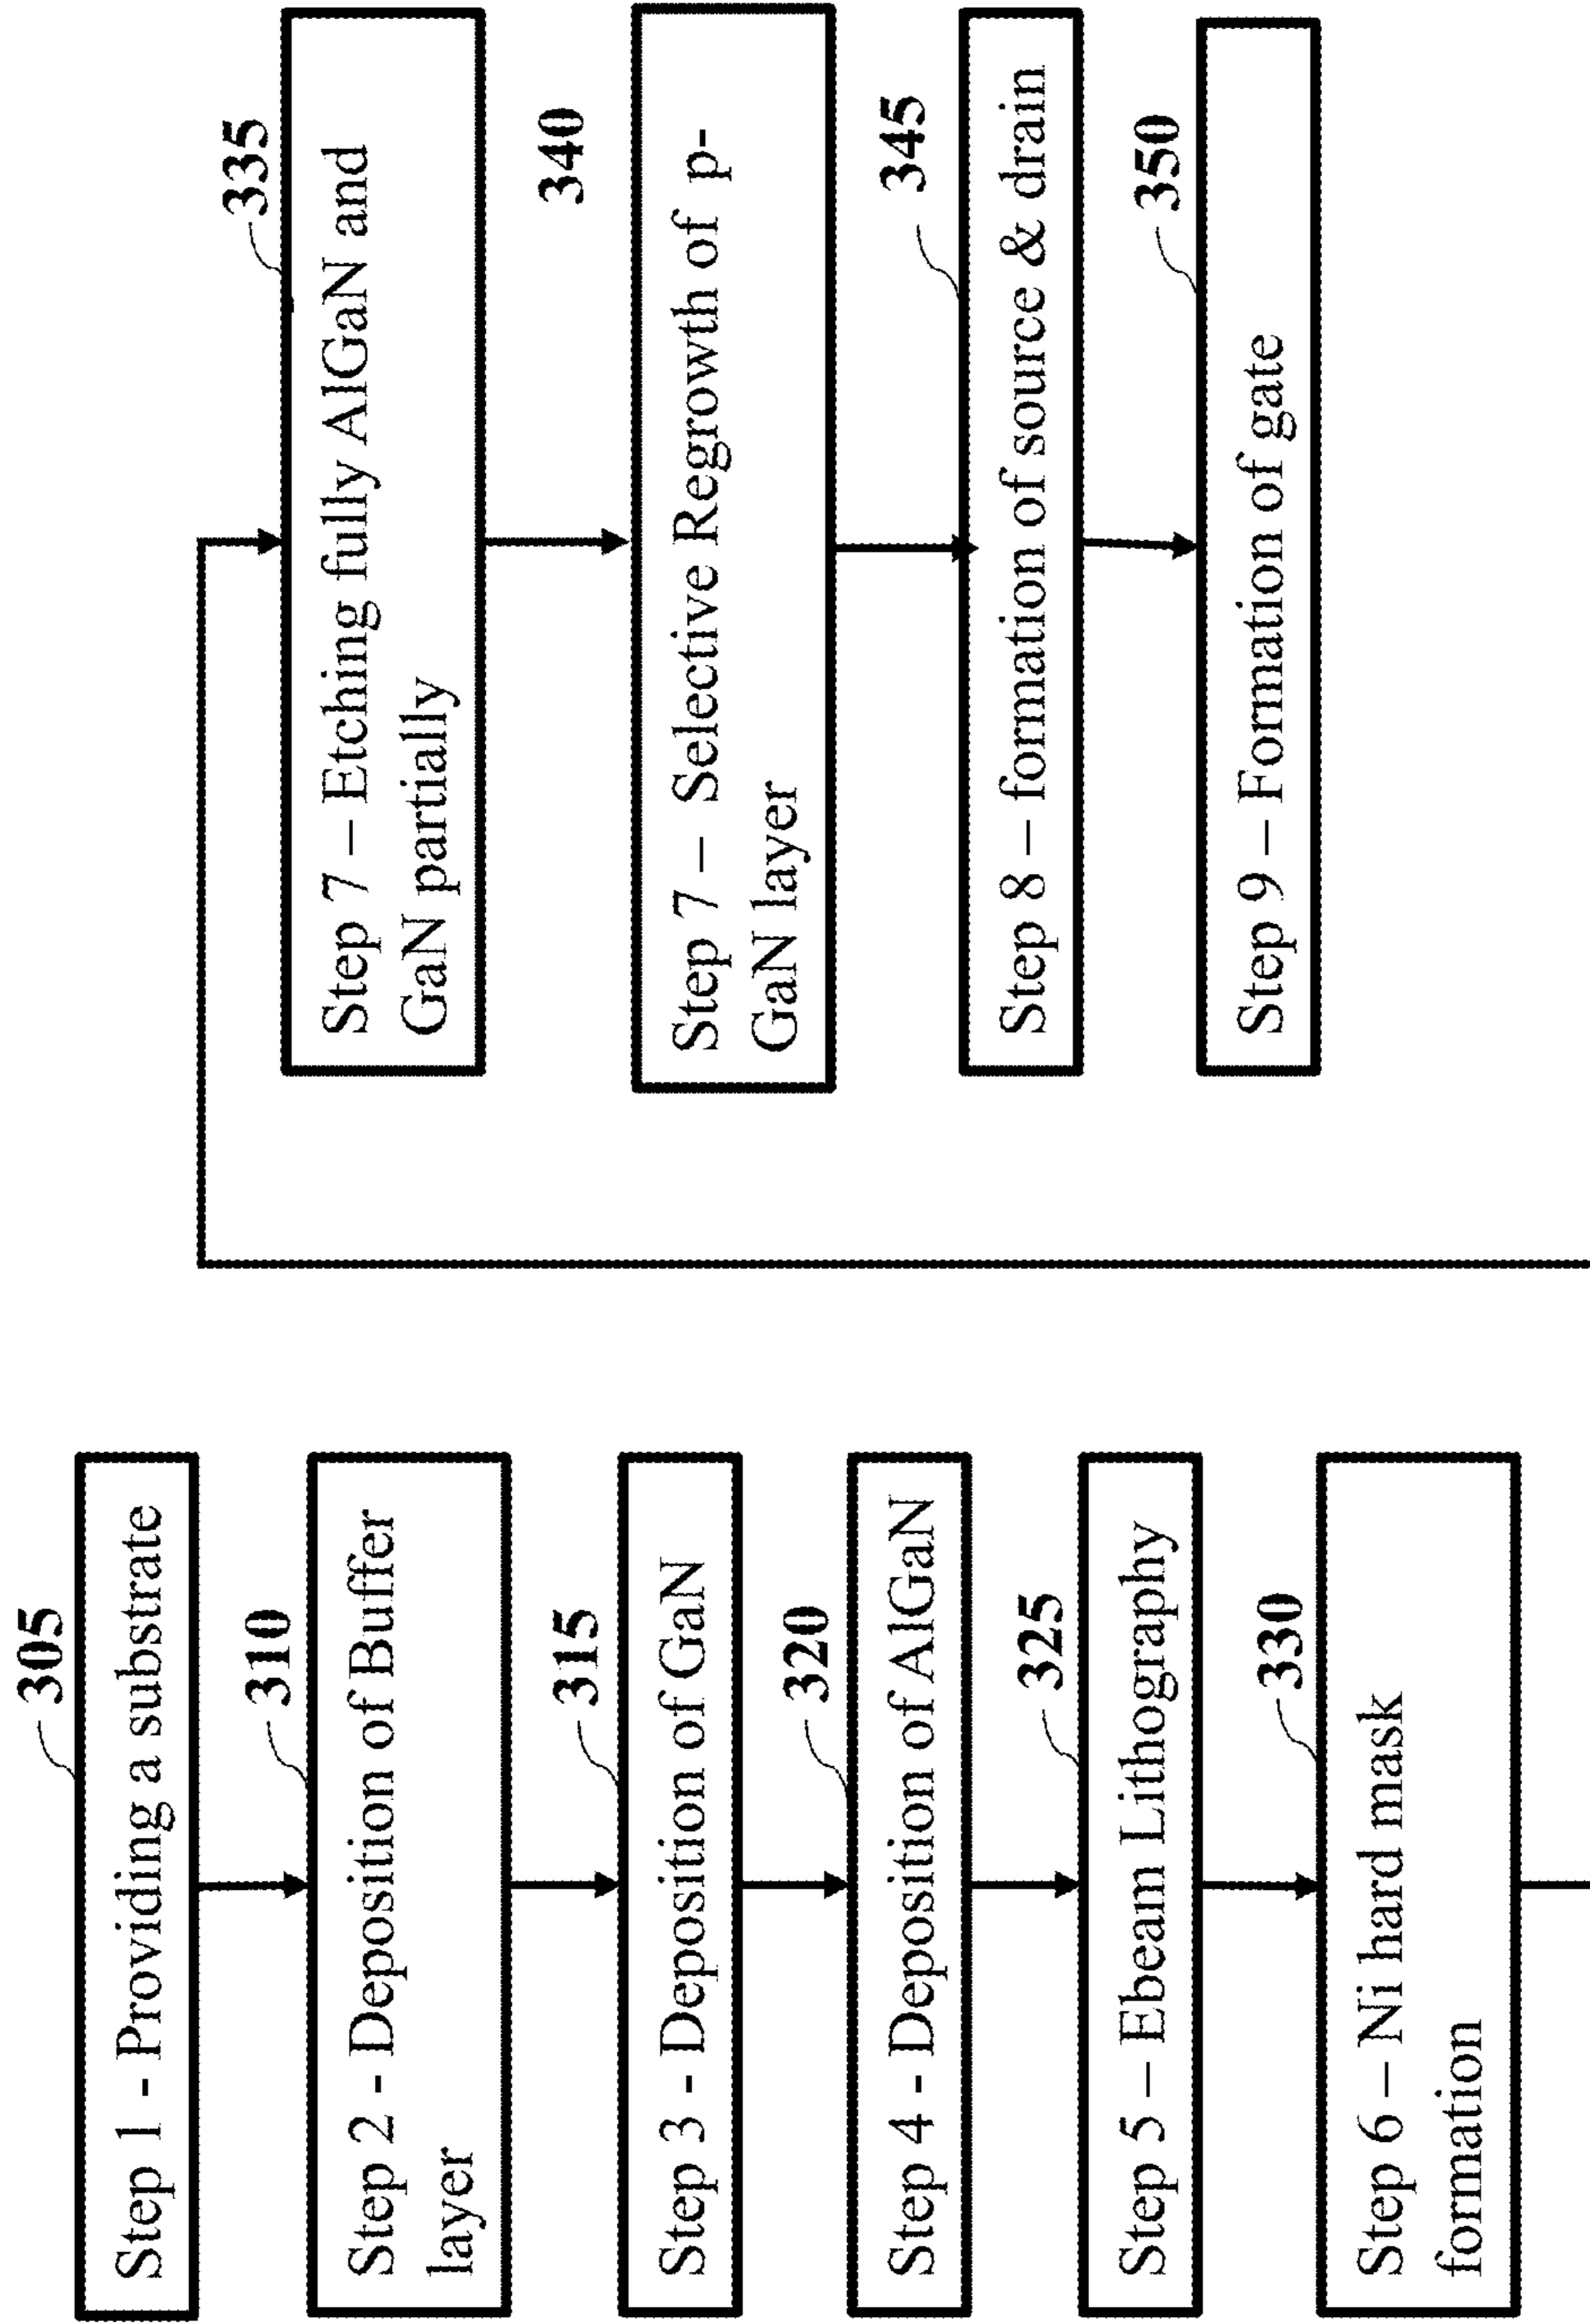 305
Step 1 - Providing a substrate
310
Step 2 - Deposition of Buffer
layer
315
Step 3 - Deposition of GaN
320
Step 4 - Deposition of AlGaN
325
Step 5 – Ebeam Lithography
330
Step 6 – Ni hard mask
formation
335
Step 7 – Etching fully AlGaN and
GaN partially
340
Step 7 – Selective Regrowth of p-
GaN layer
345
Step 8 – formation of source & drain
350
Step 9 – Formation of gate